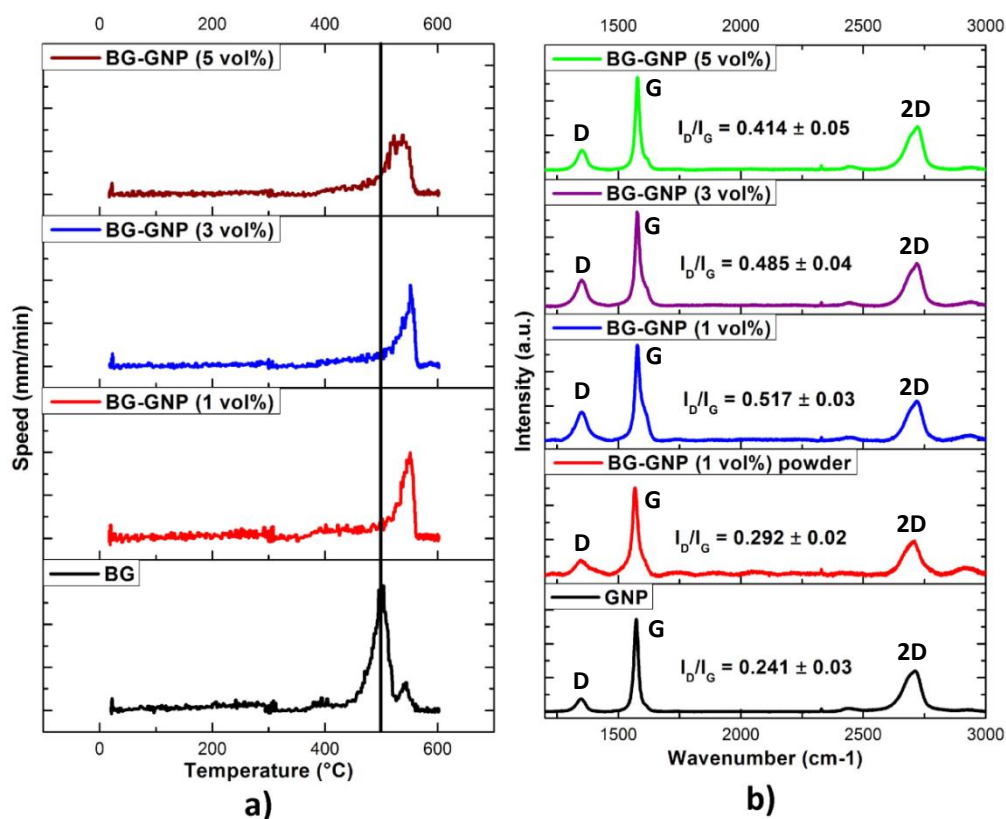 0 200 400 600
BG-GNP (5 vol%)
BG-GNP (3 vol%)
BG-GNP (1 vol%)
BG
Speed (mm/min)
0 200 400 600
Temperature (°C)
a)
1500 2000 2500 3000
BG-GNP (5 vol%)
G
D
2D
I_D/I_G = 0.414 ± 0.05
BG-GNP (3 vol%)
G
D
2D
I_D/I_G = 0.485 ± 0.04
BG-GNP (1 vol%)
G
D
2D
I_D/I_G = 0.517 ± 0.03
BG-GNP (1 vol%) powder
G
D
2D
I_D/I_G = 0.292 ± 0.02
GNP
G
D
2D
I_D/I_G = 0.241 ± 0.03
Intensity (a.u.)
1500 2000 2500 3000
Wavenumber (cm-1)
b)